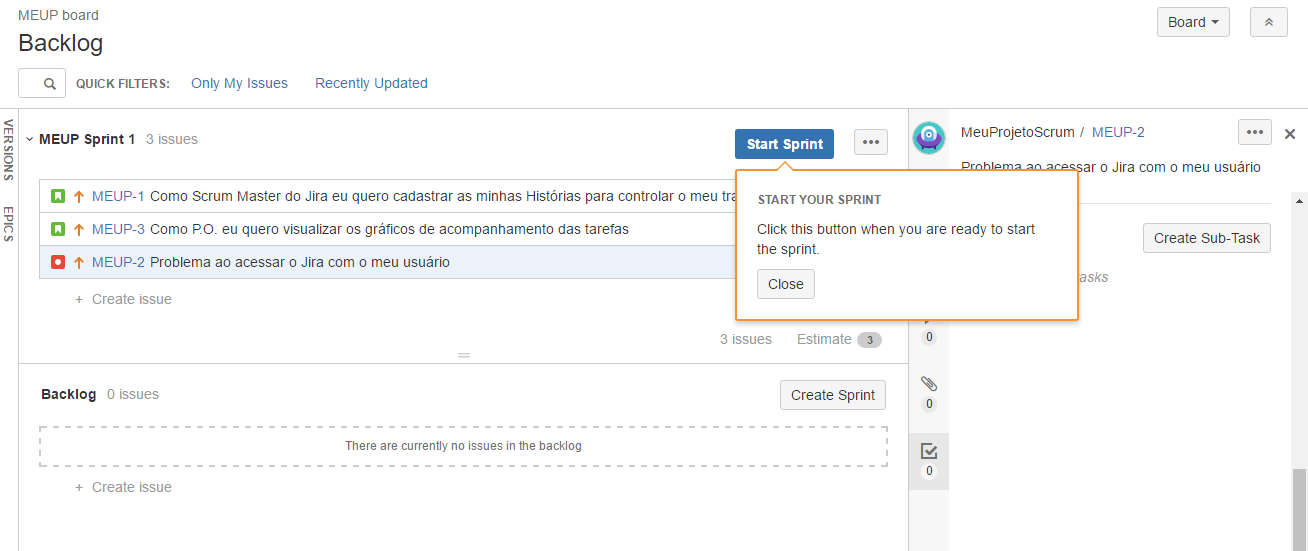 MEUP board
Backlog
Board
QUICK FILTERS: Only My Issues Recently Updated
VERSIONS
EPICS
MEUP Sprint 1 3 issues
Start Sprint
MEUP-1 Como Scrum Master do Jira eu quero cadastrar as minhas Histórias para controlar o meu
MEUP-3 Como P.O. eu quero visualizar os gráficos de acompanhamento das tarefas
MEUP-2 Problema ao acessar o Jira com o meu usuário
+ Create issue
3 issues Estimate 3
START YOUR SPRINT
Click this button when you are ready to start
the sprint.
Close
Backlog 0 issues
Create Sprint
There are currently no issues in the backlog
+ Create issue
MeuProjetoScrum / MEUP-2
Problema ao acessar o Jira com o meu usuário
Create Sub-Task
0
0
0